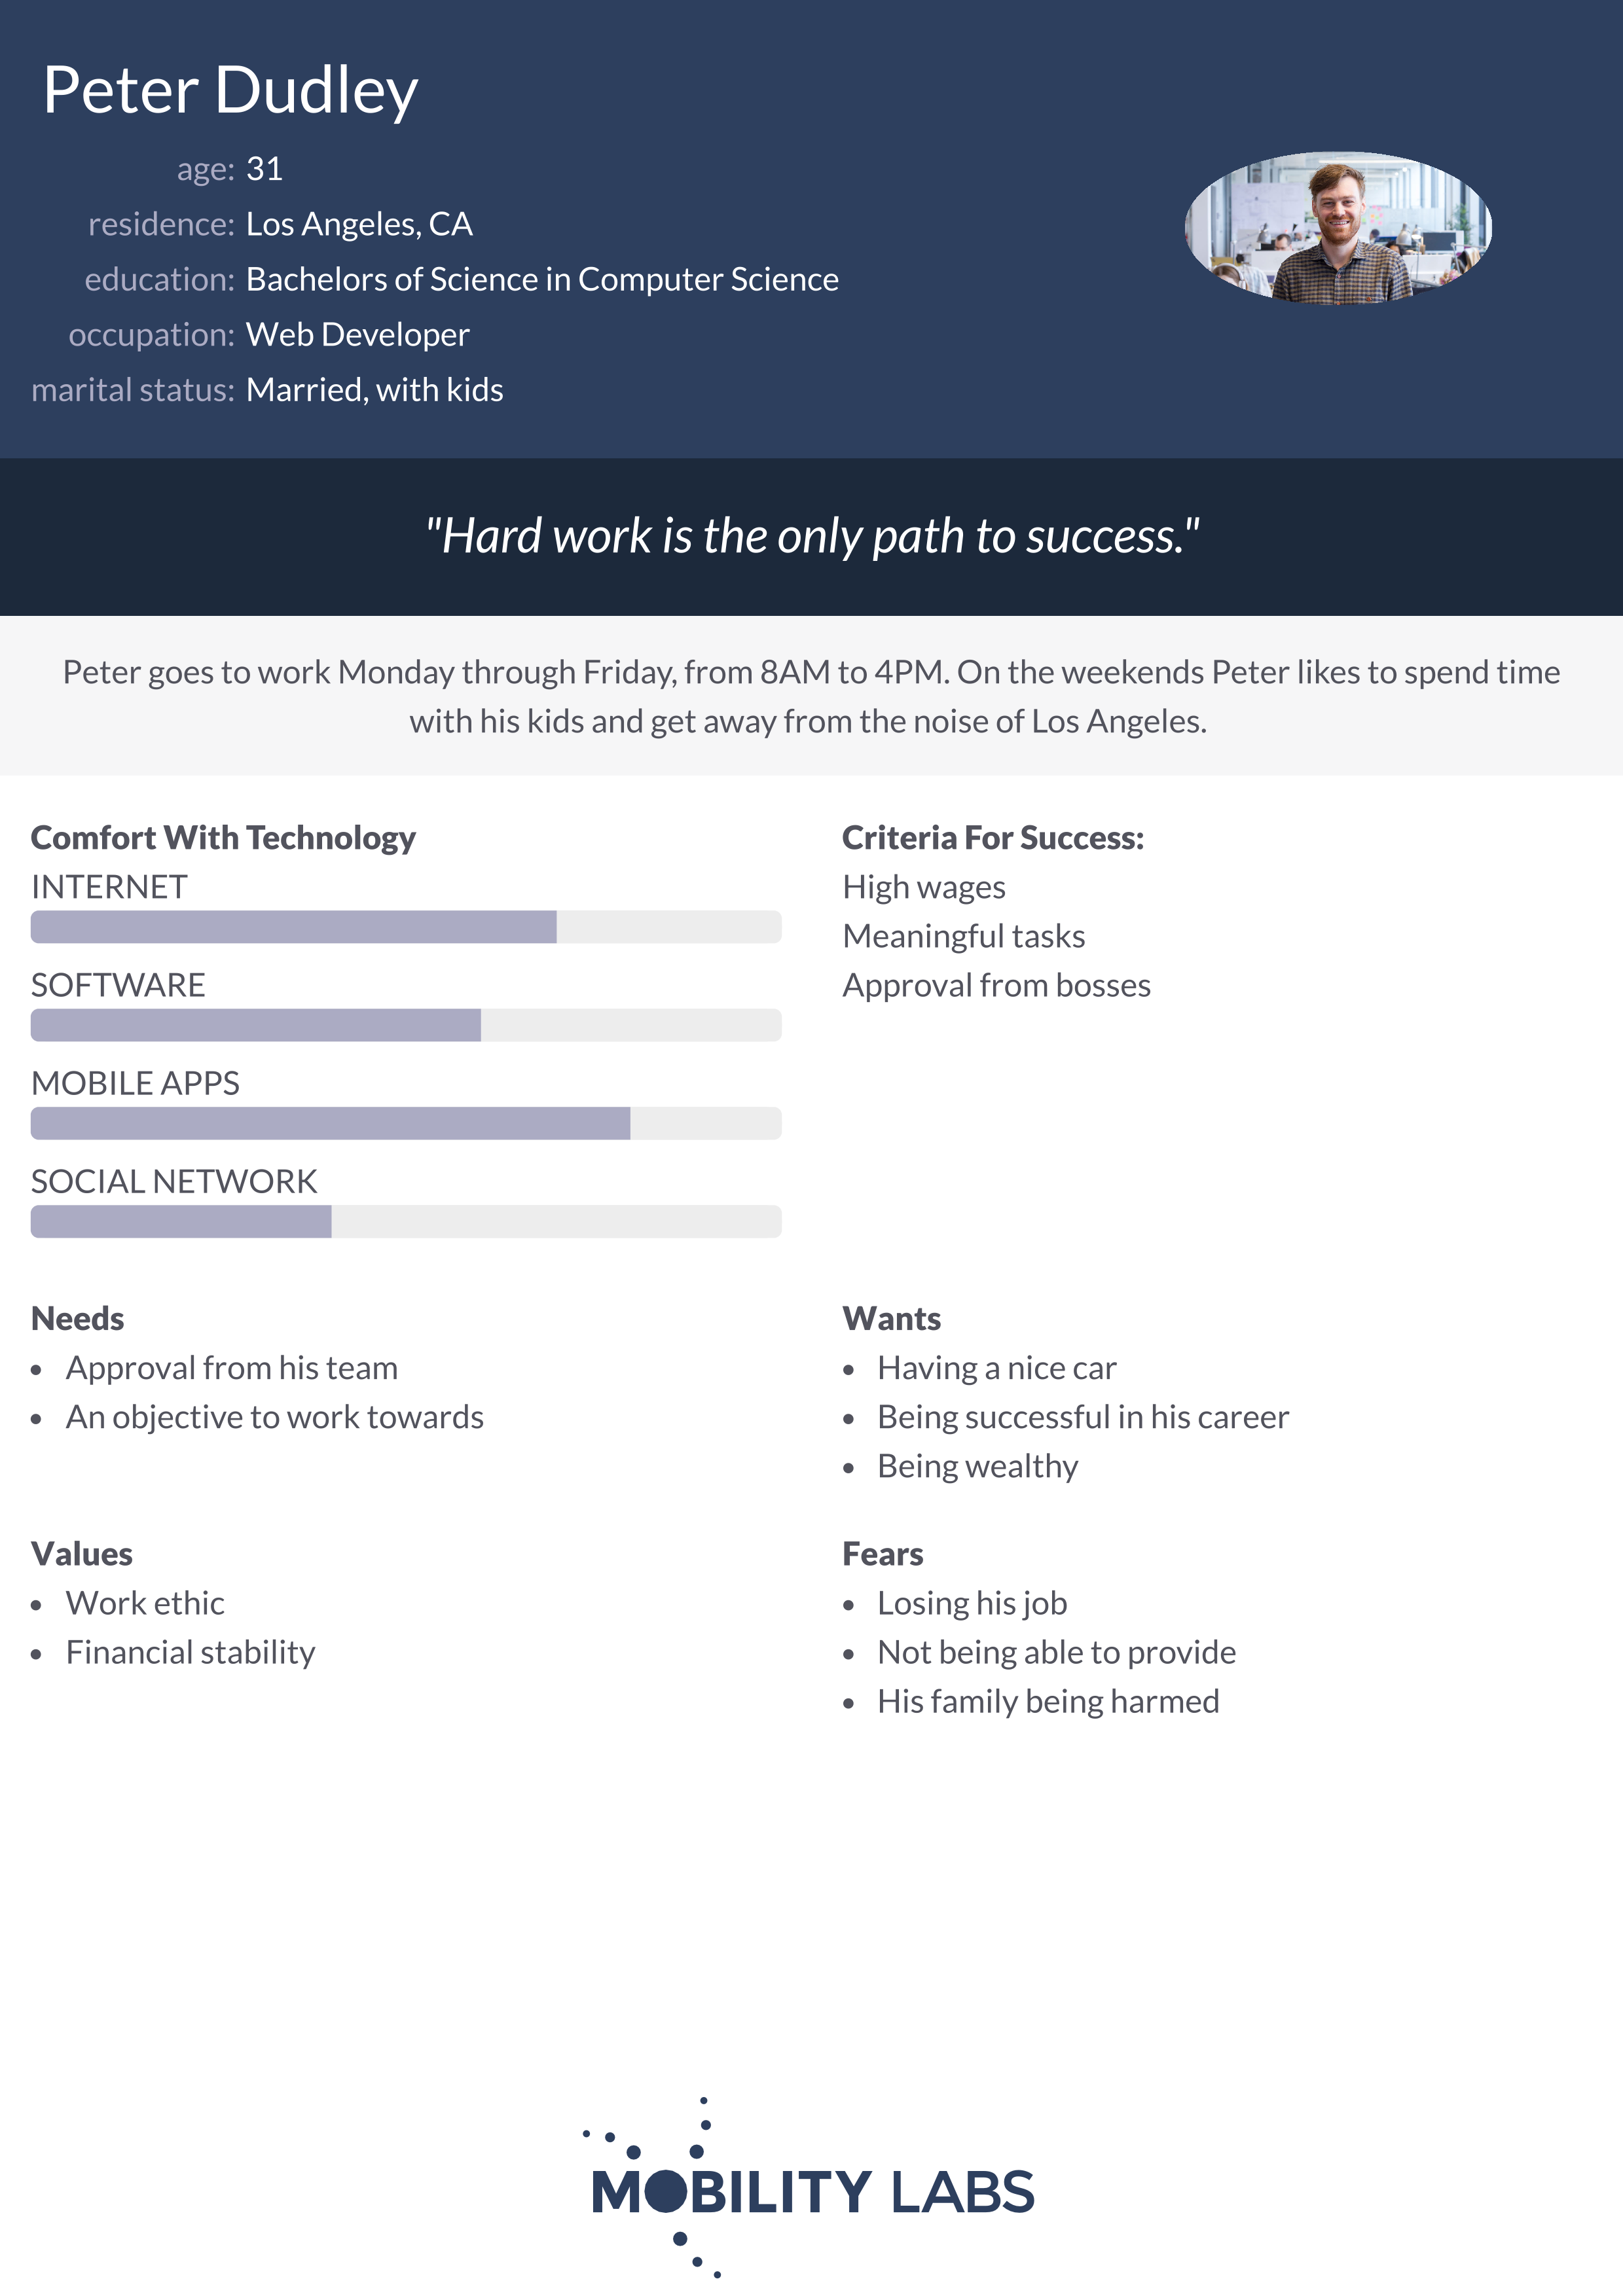 Peter Dudley
age: 31
residence: Los Angeles, CA
education: Bachelors of Science in Computer Science
occupation: Web Developer
marital status: Married, with kids
"Hard work is the only path to success."
Peter goes to work Monday through Friday, from 8AM to 4PM. On the weekends Peter likes to spend time
with his kids and get away from the noise of Los Angeles.
Comfort With Technology
INTERNET
SOFTWARE
MOBILE APPS
SOCIAL NETWORK
Criteria For Success:
High wages
Meaningful tasks
Approval from bosses
Needs
• Approval from his team
• An objective to work towards
Wants
• Having a nice car
• Being successful in his career
• Being wealthy
Values
• Work ethic
• Financial stability
Fears
• Losing his job
• Not being able to provide
• His family being harmed
MOBILITY LABS